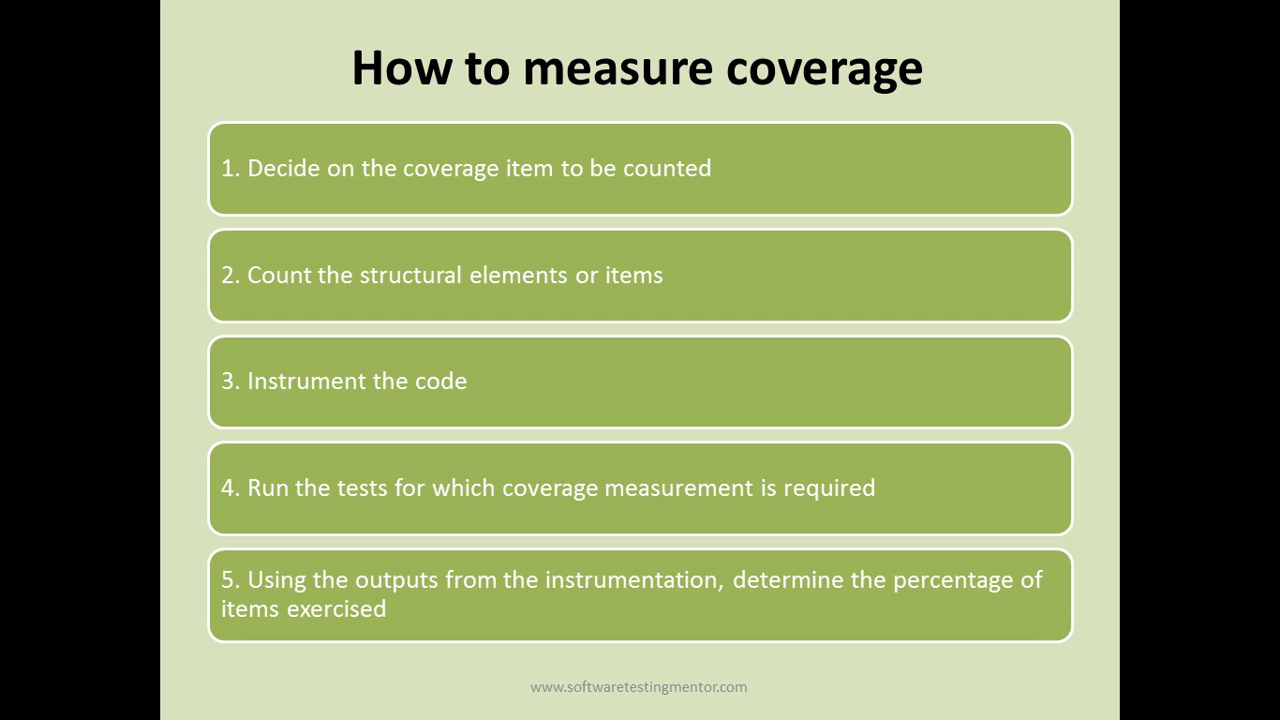 How to measure coverage
1. Decide on the coverage item to be counted
2. Count the structural elements or items
3. Instrument the code
4. Run the tests for which coverage measurement is required
5. Using the outputs from the instrumentation, determine the percentage of
items exercised
www.softwaretestingmentor.com